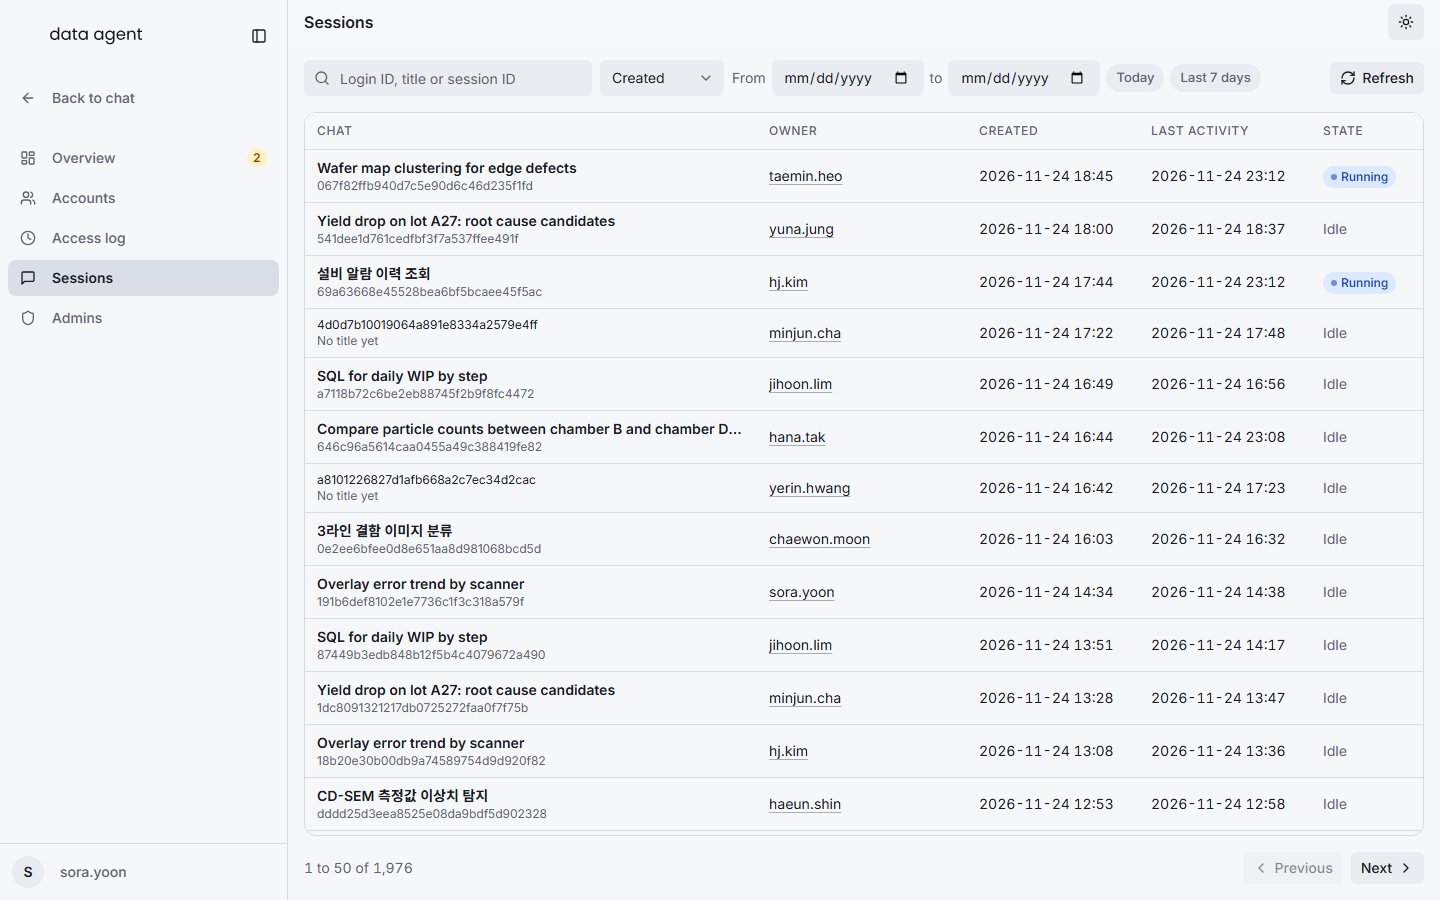 data agent
Sessions
Back to chat
Overview 2
Accounts
Access log
Sessions
Admins
Login ID, title or session ID Created From mm/dd/yyyy to mm/dd/yyyy Today Last 7 days Refresh
CHAT OWNER CREATED LAST ACTIVITY STATE
Wafer map clustering for edge defects
067f82ffb940d7c5e90d6c46d235f1fd
taemin.heo 2026-11-24 18:45 2026-11-24 23:12 Running
Yield drop on lot A27: root cause candidates
541dee1d761cedfbf3f7a537ffee491f
yuna.jung 2026-11-24 18:00 2026-11-24 18:37 Idle
설비 알람 이력 조회
69a63668e45528bea6bf5bcaee45f5ac
hj.kim 2026-11-24 17:44 2026-11-24 23:12 Running
4d0d7b10019064a891e8334a2579e4ff
No title yet
minjun.cha 2026-11-24 17:22 2026-11-24 17:48 Idle
SQL for daily WIP by step
a7118b72c6be2eb88745f2b9f8fc4472
jihoon.lim 2026-11-24 16:49 2026-11-24 16:56 Idle
Compare particle counts between chamber B and chamber D...
646c96a5614caa0455a49c388419fe82
hana.tak 2026-11-24 16:44 2026-11-24 23:08 Idle
a8101226827d1afb668a2c7ec34d2cac
No title yet
yerin.hwang 2026-11-24 16:42 2026-11-24 17:23 Idle
3라인 결함 이미지 분류
0e2ee6bfee0d8e651aa8d981068bcd5d
chaewon.moon 2026-11-24 16:03 2026-11-24 16:32 Idle
Overlay error trend by scanner
191b6def8102e1e7736c1f3c318a579f
sora.yoon 2026-11-24 14:34 2026-11-24 14:38 Idle
SQL for daily WIP by step
87449b3edb848b12f5b4c4079672a490
jihoon.lim 2026-11-24 13:51 2026-11-24 14:17 Idle
Yield drop on lot A27: root cause candidates
1dc8091321217db0725272faa0f7f75b
minjun.cha 2026-11-24 13:28 2026-11-24 13:47 Idle
Overlay error trend by scanner
18b20e30b00db9a74589754d9d920f82
hj.kim 2026-11-24 13:08 2026-11-24 13:36 Idle
CD-SEM 측정값 이상치 탐지
dddd25d3eea8525e08da9bdf5d902328
haeun.shin 2026-11-24 12:53 2026-11-24 12:58 Idle
S sora.yoon
1 to 50 of 1,976 Previous Next